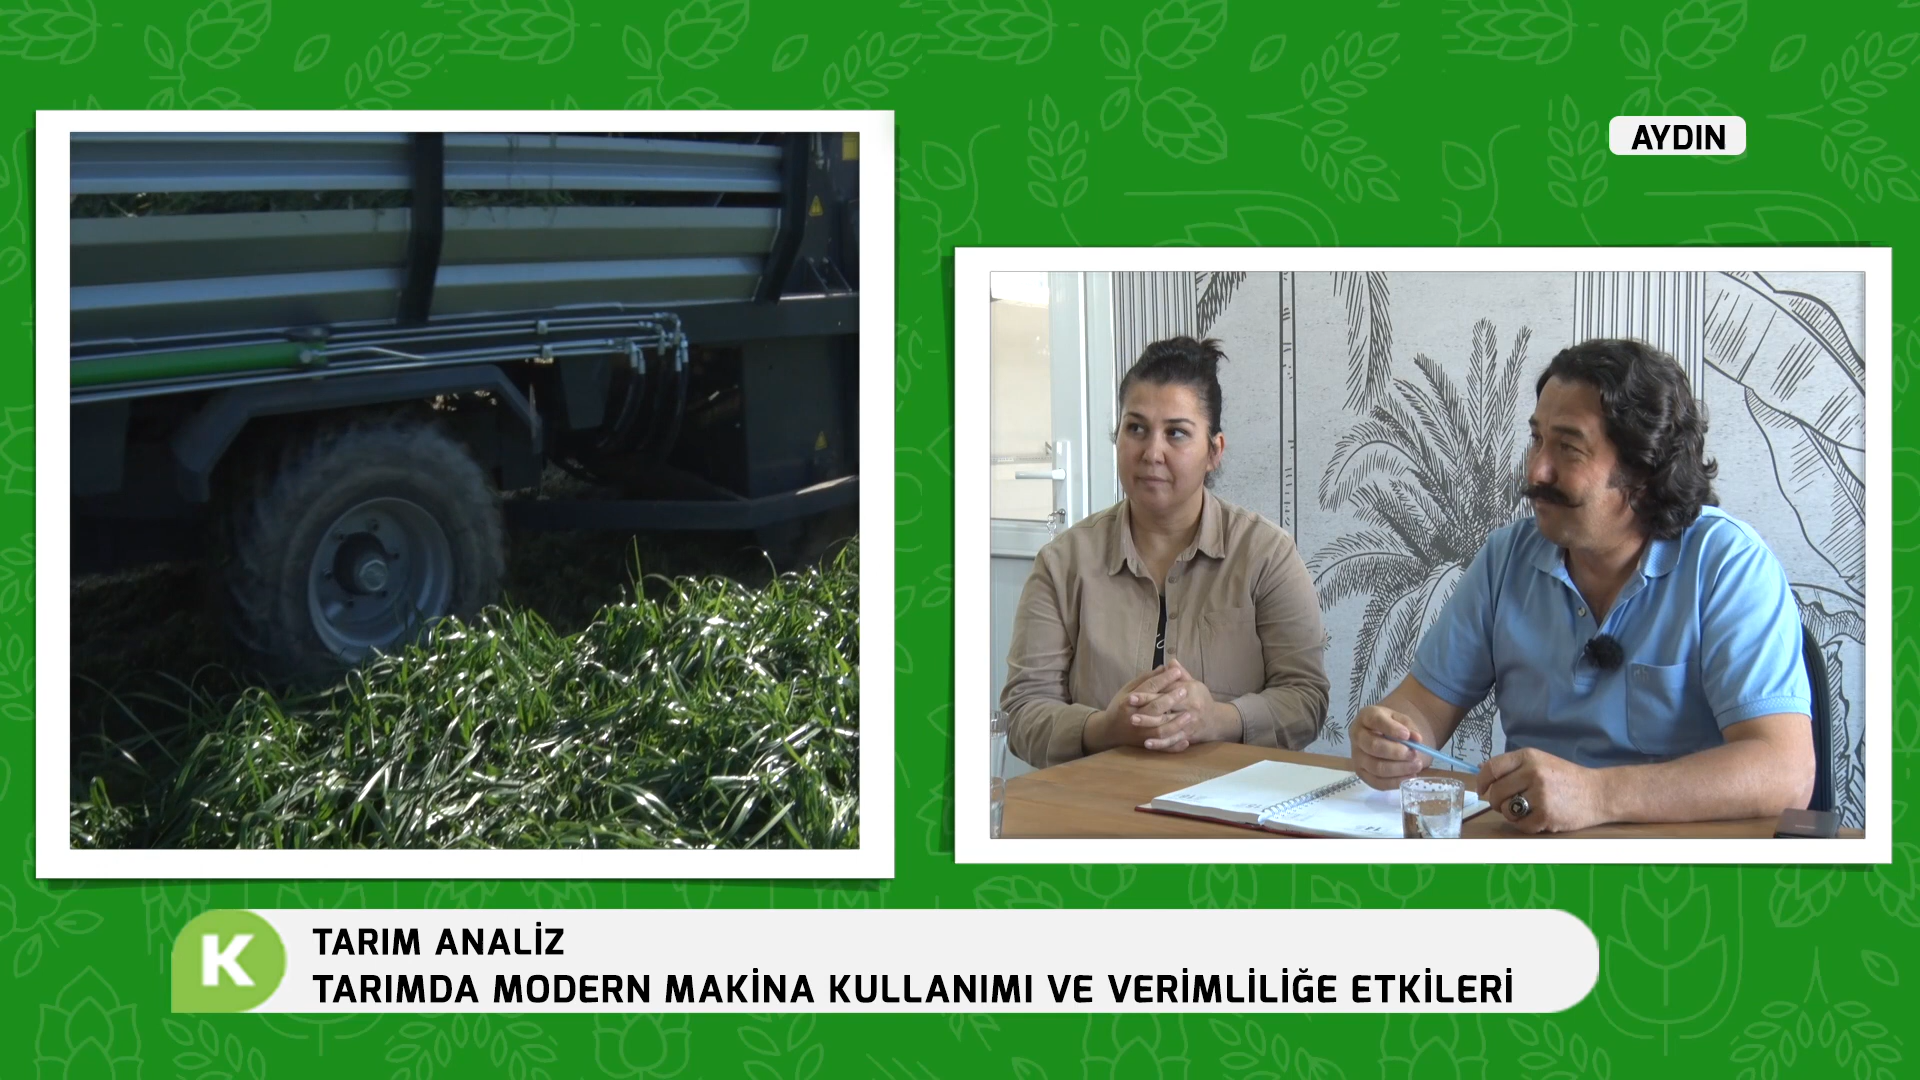 AYDIN
K
TARIM ANALİZ
TARIMDA MODERN MAKİNA KULLANIMI VE VERİMLİLİĞE ETKİLERİ